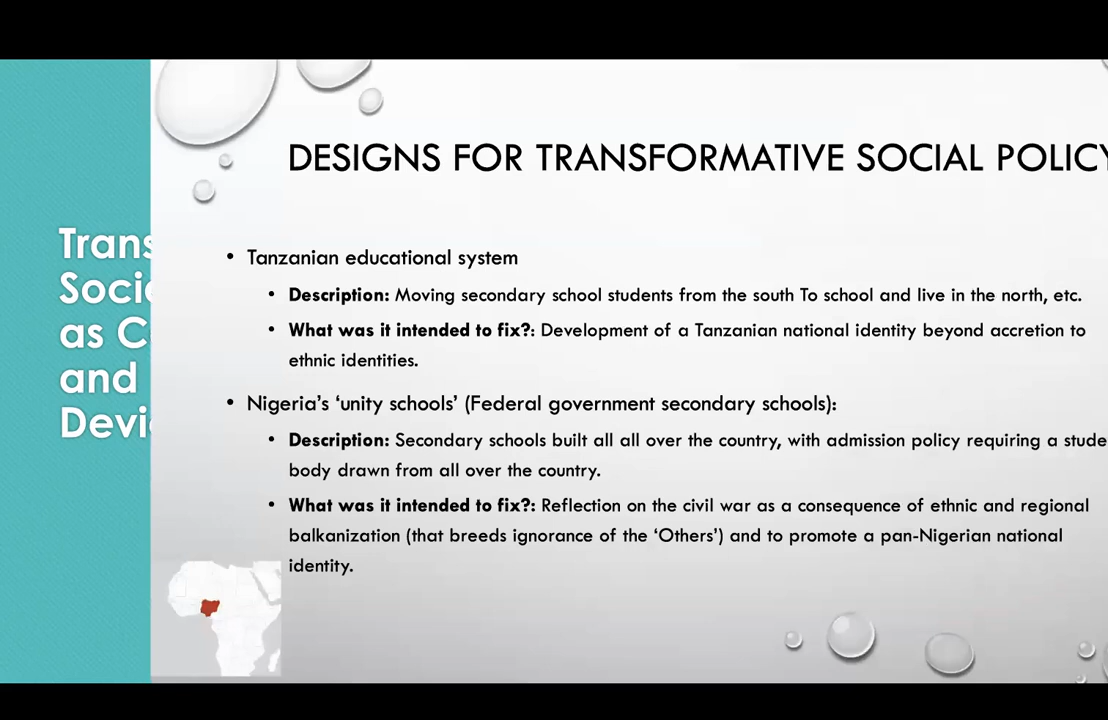 DESIGNS FOR TRANSFORMATIVE SOCIAL POLICY
Trans
Socia
as C
and
Devi
• Tanzanian educational system
• Description: Moving secondary school students from the south To school and live in the north, etc.
• What was it intended to fix?: Development of a Tanzanian national identity beyond accretion to
ethnic identities.
• Nigeria's 'unity schools' (Federal government secondary schools):
• Description: Secondary schools built all all over the country, with admission policy requiring a stude
body drawn from all over the country.
• What was it intended to fix?: Reflection on the civil war as a consequence of ethnic and regional
balkanization (that breeds ignorance of the 'Others') and to promote a pan-Nigerian national
identity.